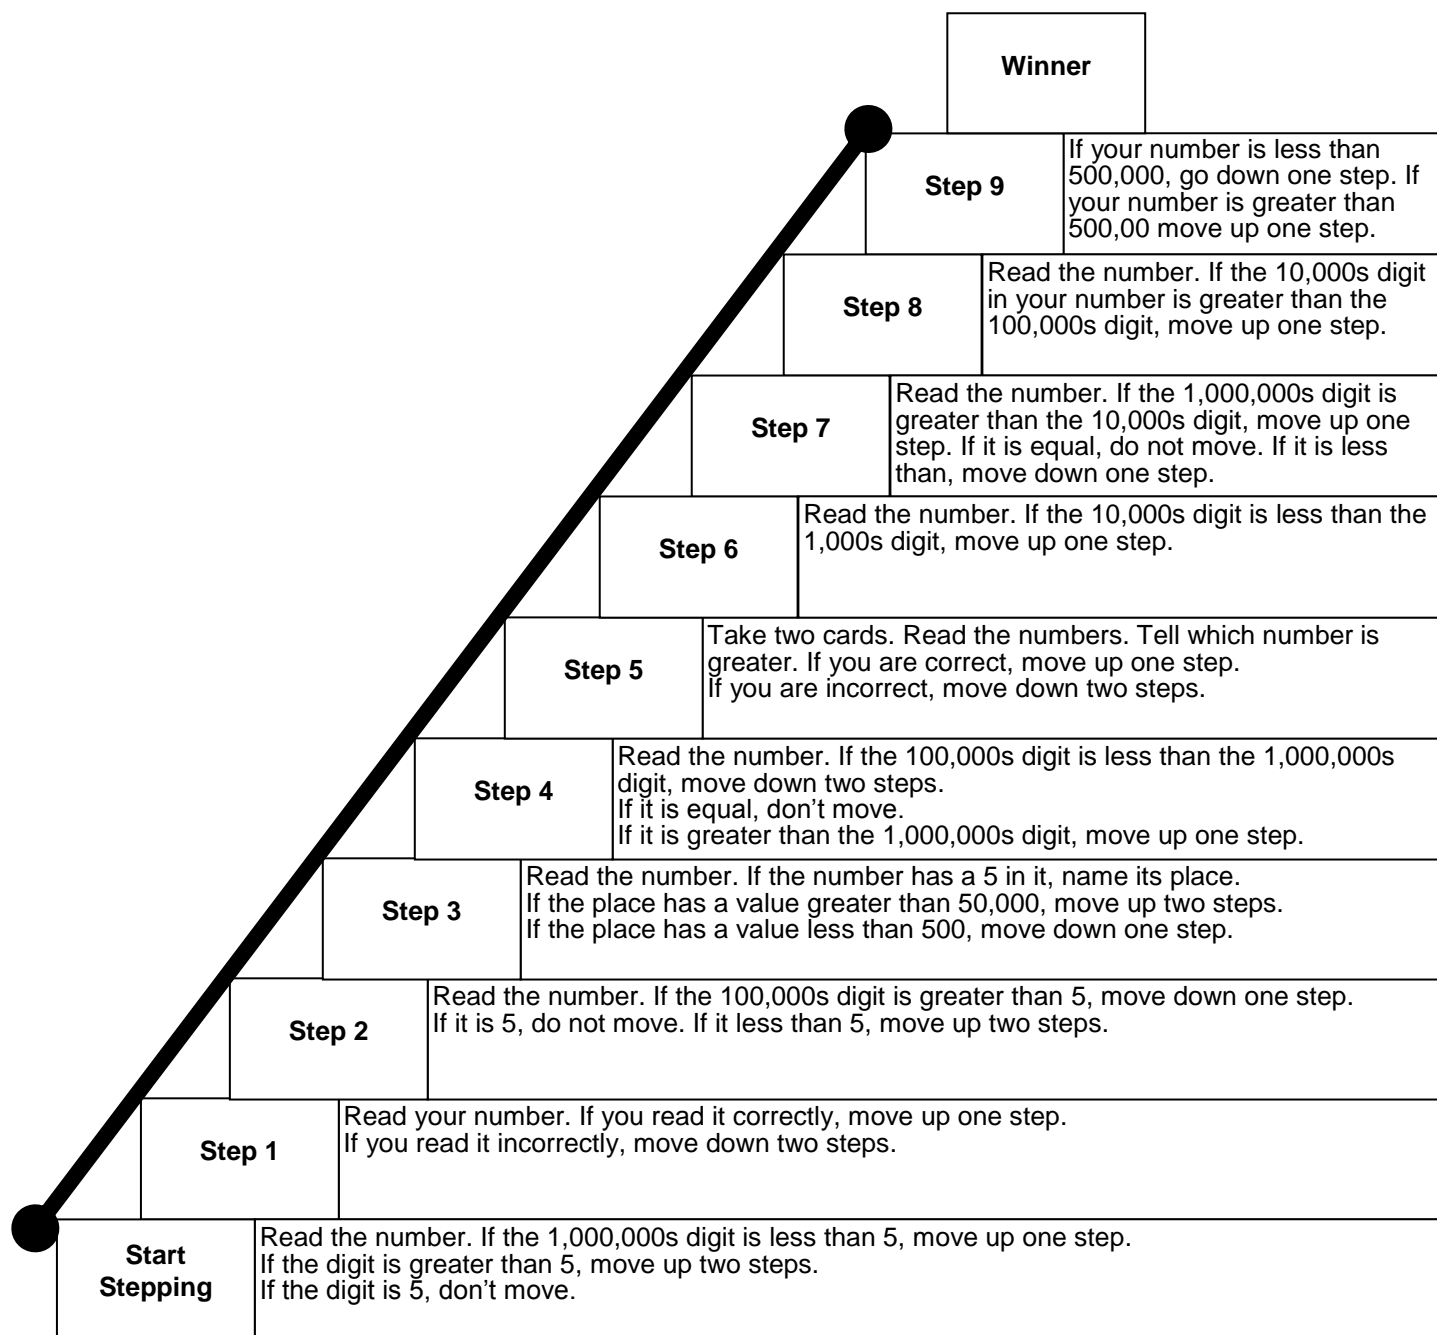 Winner
Step 9
If your number is less than
500,000, go down one step. If
your number is greater than
500,00 move up one step.
Step 8
Read the number. If the 10,000s digit
in your number is greater than the
100,000s digit, move up one step.
Step 7
Read the number. If the 1,000,000s digit is
greater than the 10,000s digit, move up one
step. If it is equal, do not move. If it is less
than, move down one step.
Step 6
Read the number. If the 10,000s digit is less than the
1,000s digit, move up one step.
Step 5
Take two cards. Read the numbers. Tell which number is
greater. If you are correct, move up one step.
If you are incorrect, move down two steps.
Step 4
Read the number. If the 100,000s digit is less than the 1,000,000s
digit, move down two steps.
If it is equal, don’t move.
If it is greater than the 1,000,000s digit, move up one step.
Step 3
Read the number. If the number has a 5 in it, name its place.
If the place has a value greater than 50,000, move up two steps.
If the place has a value less than 500, move down one step.
Step 2
Read the number. If the 100,000s digit is greater than 5, move down one step.
If it is 5, do not move. If it less than 5, move up two steps.
Step 1
Read your number. If you read it correctly, move up one step.
If you read it incorrectly, move down two steps.
Start
Stepping
Read the number. If the 1,000,000s digit is less than 5, move up one step.
If the digit is greater than 5, move up two steps.
If the digit is 5, don’t move.